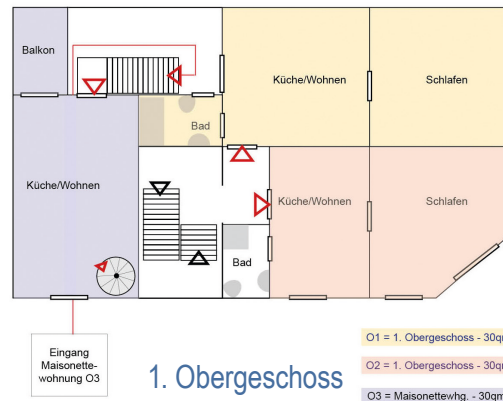 Balkon
Küche/Wohnen
Schlafen
Bad
Küche/Wohnen
Küche/Wohnen
Schlafen
Bad
Eingang
Maisonette-
wohnung O3
1. Obergeschoss
O1 = 1. Obergeschoss - 30q
O2 = 1. Obergeschoss - 30q
O3 = Maisonettewhg. - 30q